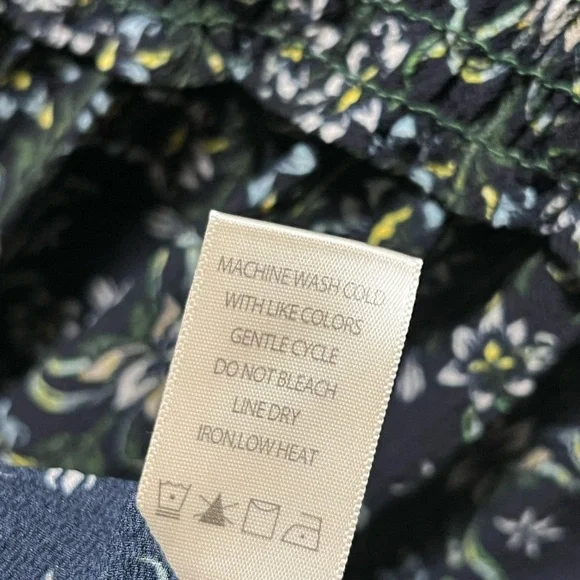 MACHINE WASH COLD
WITH LIKE COLORS
GENTLE CYCLE
DO NOT BLEACH
LINE DRY
IRON.LOW HEAT